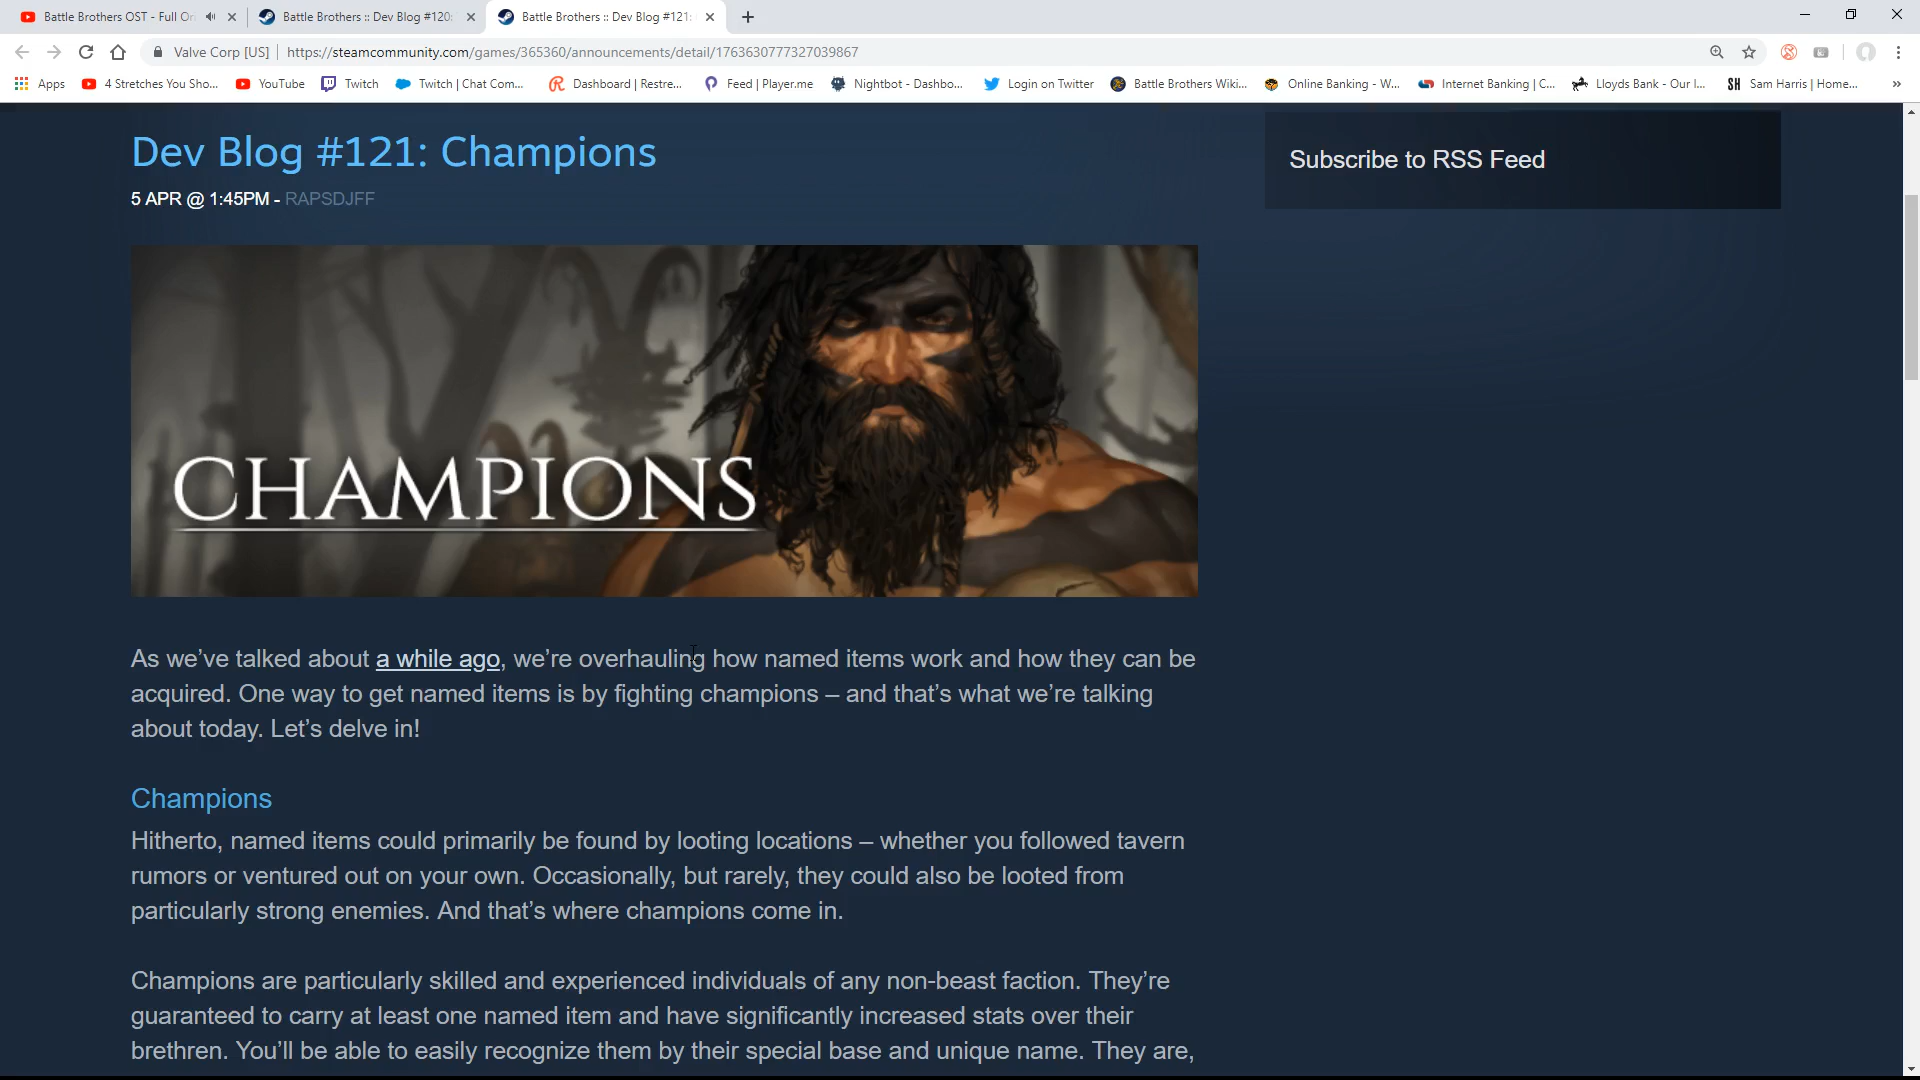 Battle Brothers OST - Full Ori
Battle Brothers :: Dev Blog #120:
Battle Brothers :: Dev Blog #121:
Valve Corp [US]
https://steamcommunity.com/games/365360/announcements/detail/1763630777327039867
Apps
4 Stretches You Sho...
YouTube
Twitch
Twitch | Chat Com...
Dashboard | Restre...
Feed | Player.me
Nightbot - Dashbo...
Login on Twitter
Battle Brothers Wiki...
Online Banking - W...
Internet Banking | C...
Lloyds Bank - Our I...
SH
Sam Harris | Home...
Dev Blog #121: Champions
5 APR @ 1:45PM - RAPSDJFF
Subscribe to RSS Feed
CHAMPIONS
As we’ve talked about a while ago, we’re overhauling how named items work and how they can be
acquired. One way to get named items is by fighting champions – and that’s what we’re talking
about today. Let’s delve in!
Champions
Hitherto, named items could primarily be found by looting locations – whether you followed tavern
rumors or ventured out on your own. Occasionally, but rarely, they could also be looted from
particularly strong enemies. And that’s where champions come in.
Champions are particularly skilled and experienced individuals of any non-beast faction. They’re
guaranteed to carry at least one named item and have significantly increased stats over their
brethren. You’ll be able to easily recognize them by their special base and unique name. They are,